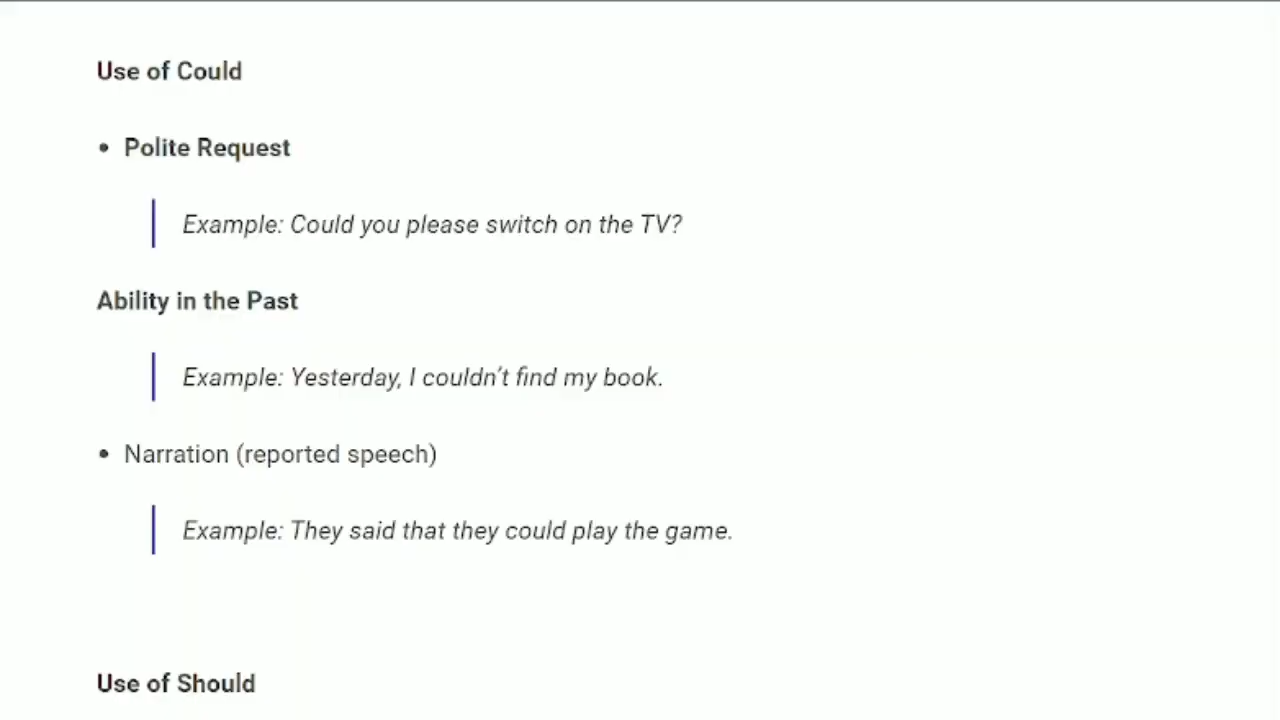 Use of Could
• Polite Request
Example: Could you please switch on the TV?
Ability in the Past
Example: Yesterday, I couldn’t find my book.
• Narration (reported speech)
Example: They said that they could play the game.
Use of Should